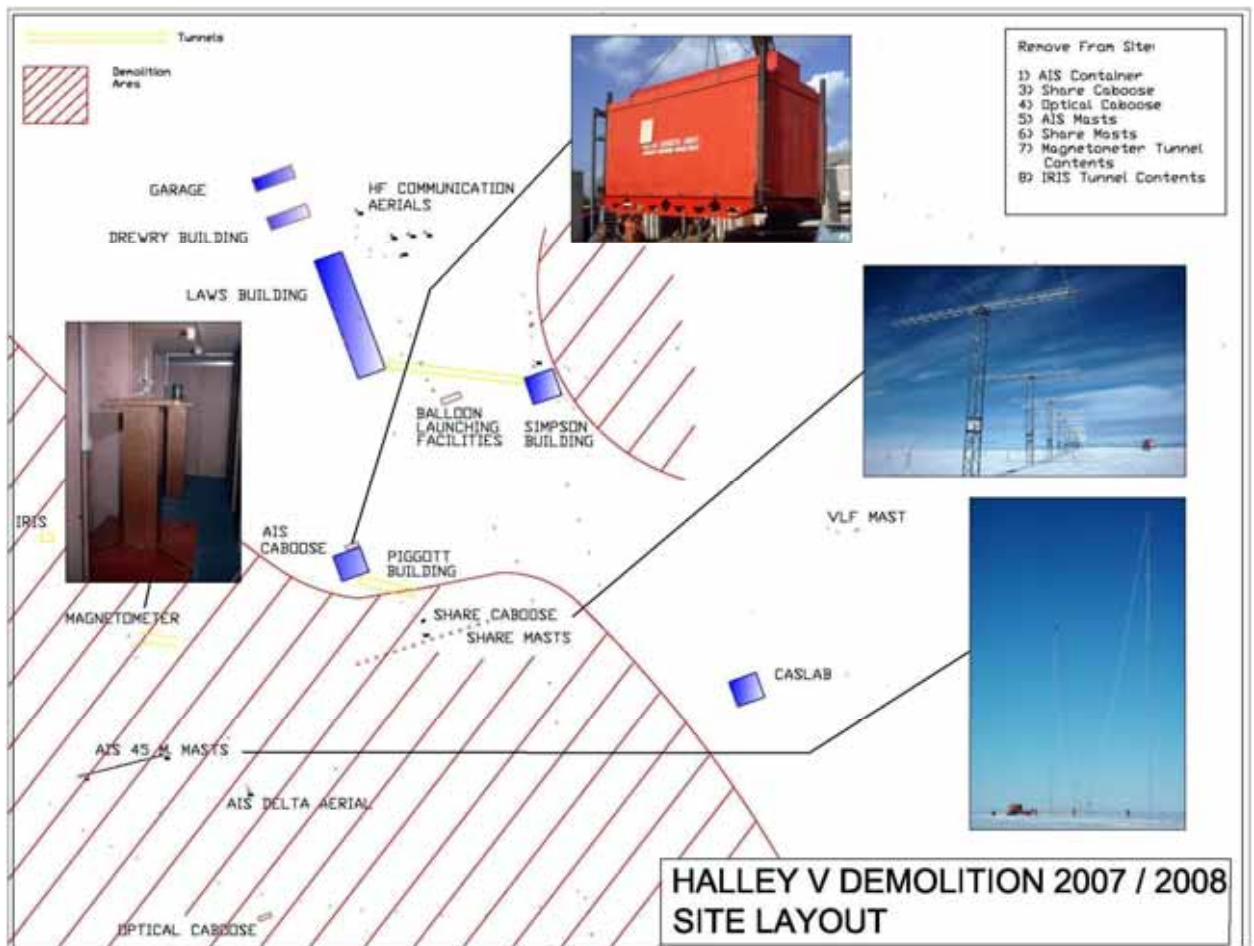 Tunnels
Demolition
Area
Remove From Site:
1) AIS Container
3) Share Caboose
4) Optical Caboose
5) AIS Masts
6) Share Masts
7) Magnetometer Tunnel
Contents
8) IRIS Tunnel Contents
GARAGE
HF COMMUNICATION
AERIALS
DREWRY BUILDING
LAWS BUILDING
BALLOON
LAUNCHING
FACILITIES
SIMPSON
BUILDING
IRIS
AIS
CABOOSE
PIGGOTT
BUILDING
VLF MAST
MAGNETOMETER
SHARE CABOOSE
SHARE MASTS
CASLAB
AIS 45 M MASTS
AIS DELTA AERIAL
OPTICAL CABOOSE
HALLEY V DEMOLITION 2007 / 2008
SITE LAYOUT